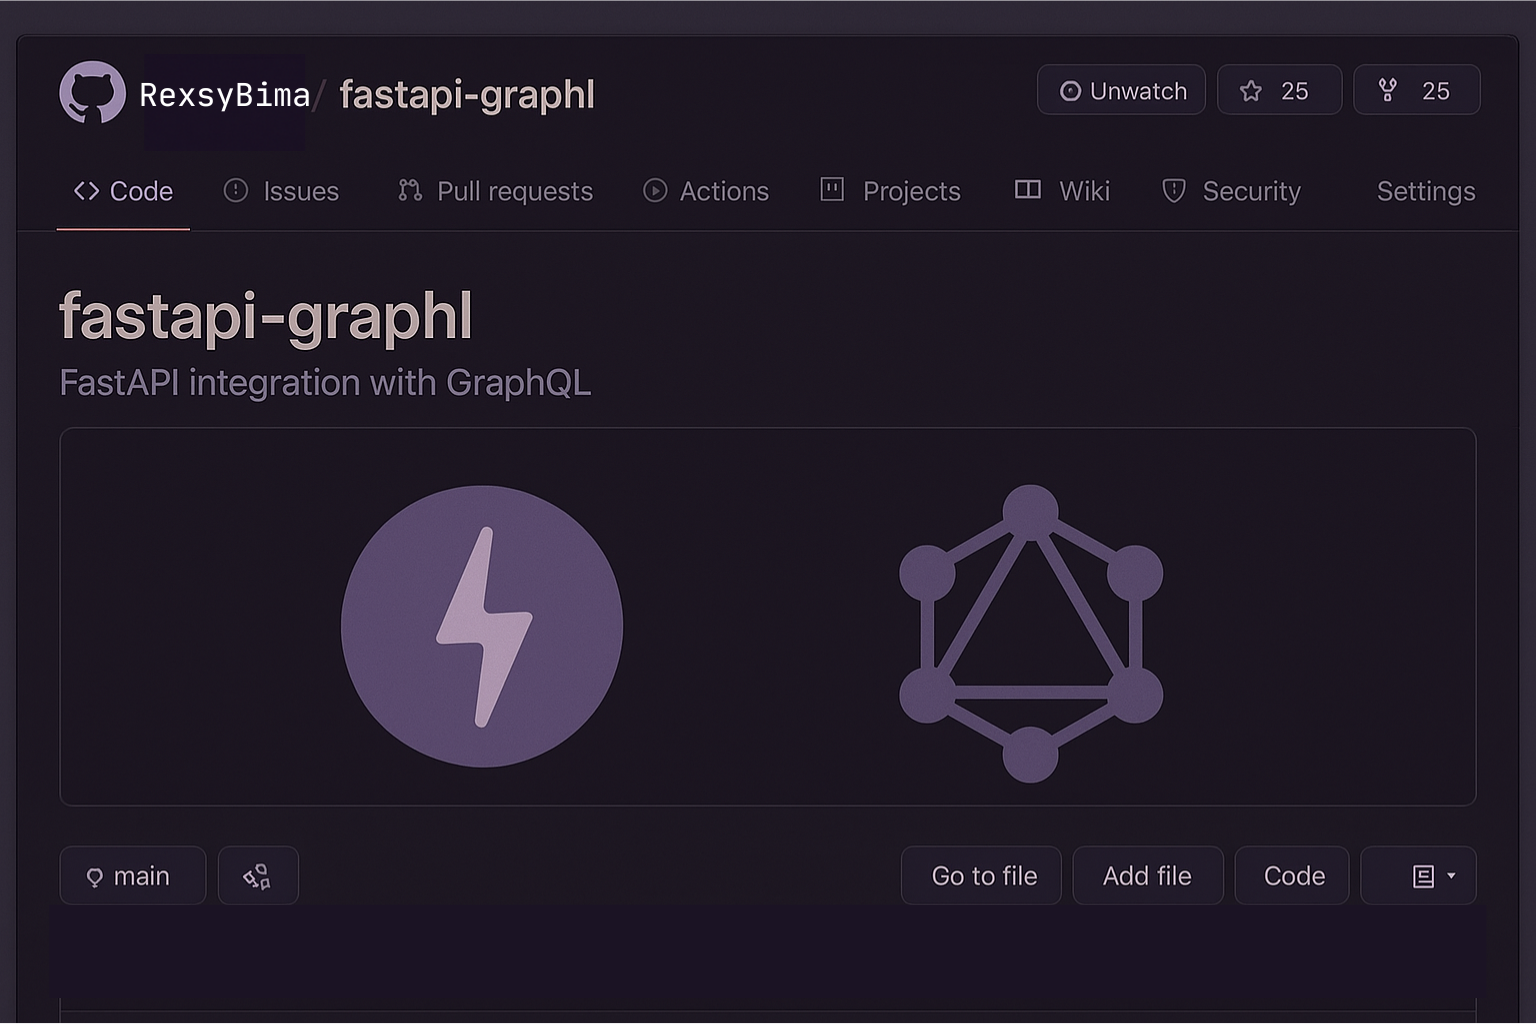 RexsyBima / fastapi-graphl
Unwatch 25 25
Code Issues Pull requests Actions Projects Wiki Security Settings
fastapi-graphl
FastAPI integration with GraphQL
main Go to file Add file Code